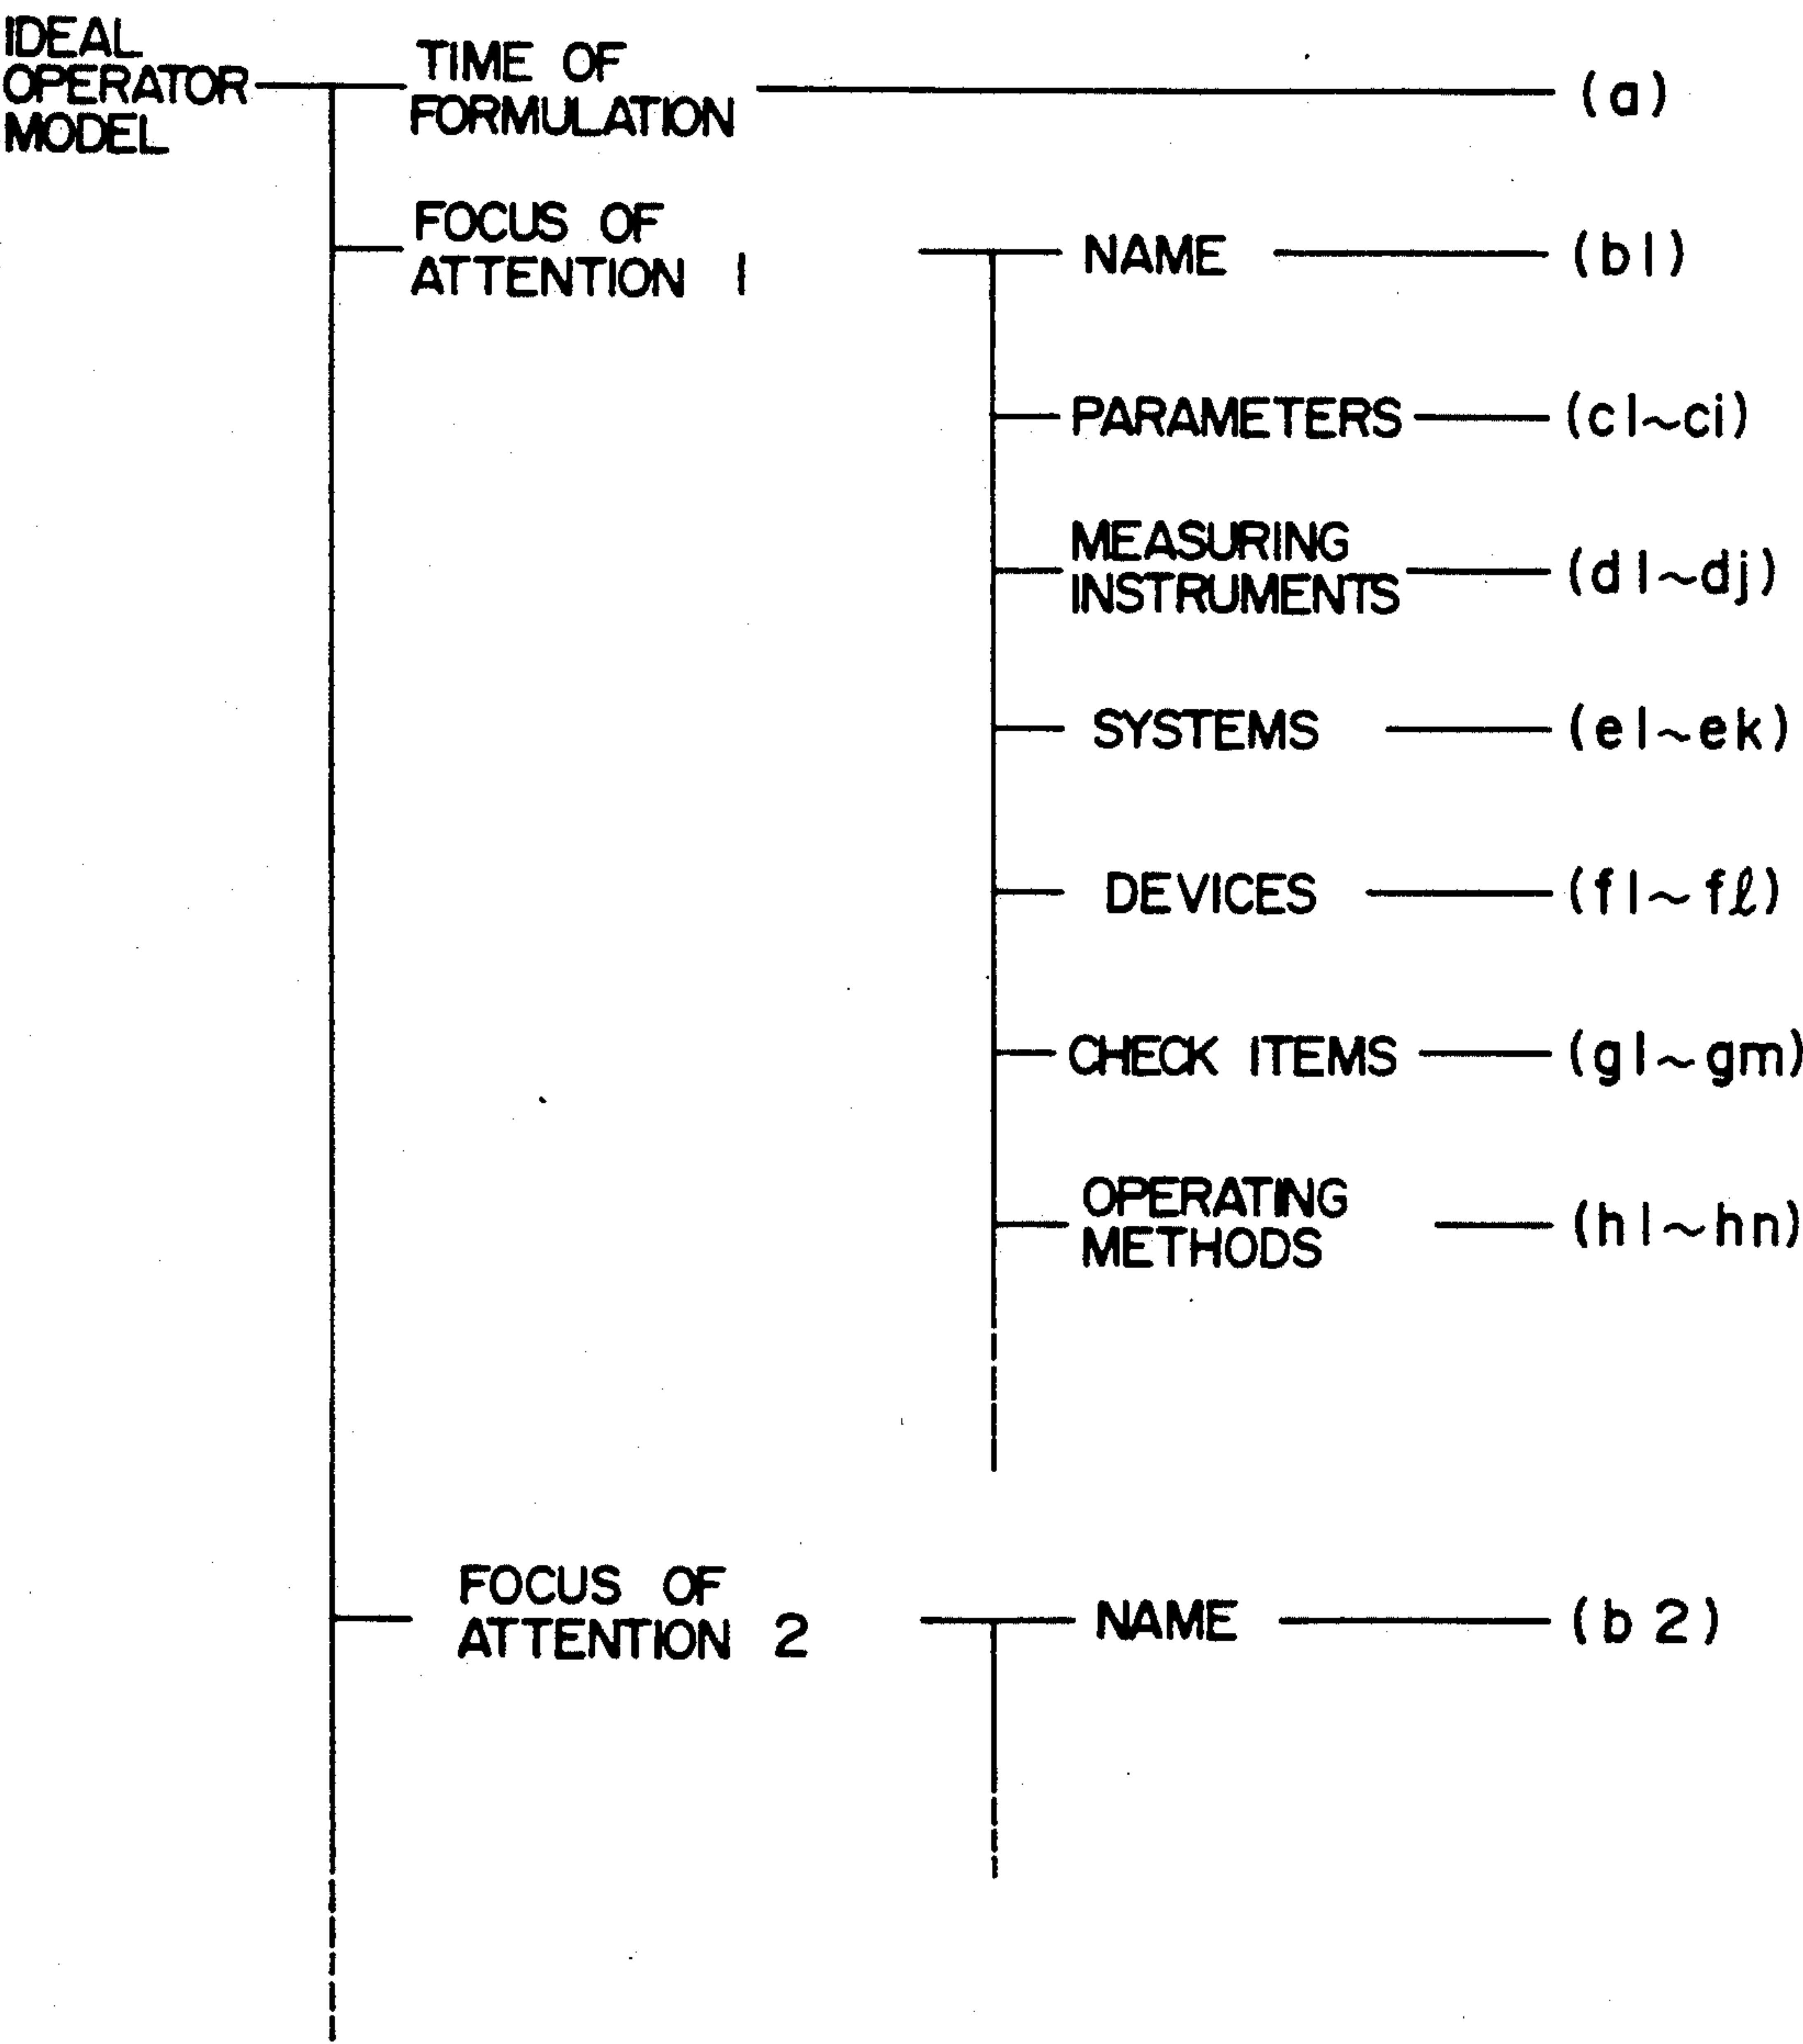 IDEAL
OPERATOR
MODEL
TIME OF
FORMULATION
(a)
FOCUS OF
ATTENTION 1
NAME
(b1)
PARAMETERS
(c1~ci)
MEASURING
INSTRUMENTS
(d1~dj)
SYSTEMS
(e1~ek)
DEVICES
(f1~fℓ)
CHECK ITEMS
(g1~gm)
OPERATING
METHODS
(h1~hn)
FOCUS OF
ATTENTION 2
NAME
(b2)